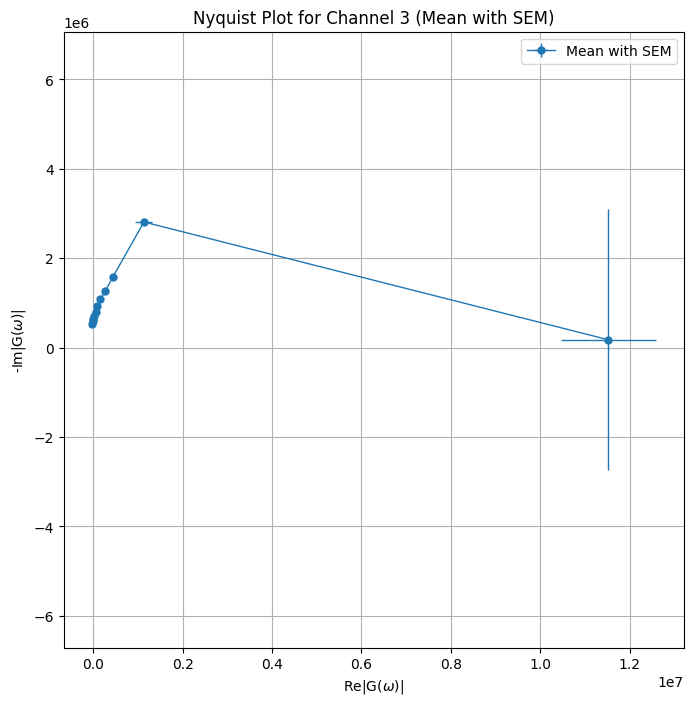 Nyquist Plot for Channel 3 (Mean with SEM)
1e6
Mean with SEM
6
4
2
0
−2
−4
−6
-Im|G(ω)|
0.0 0.2 0.4 0.6 0.8 1.0 1.2
1e7
Re|G(ω)|